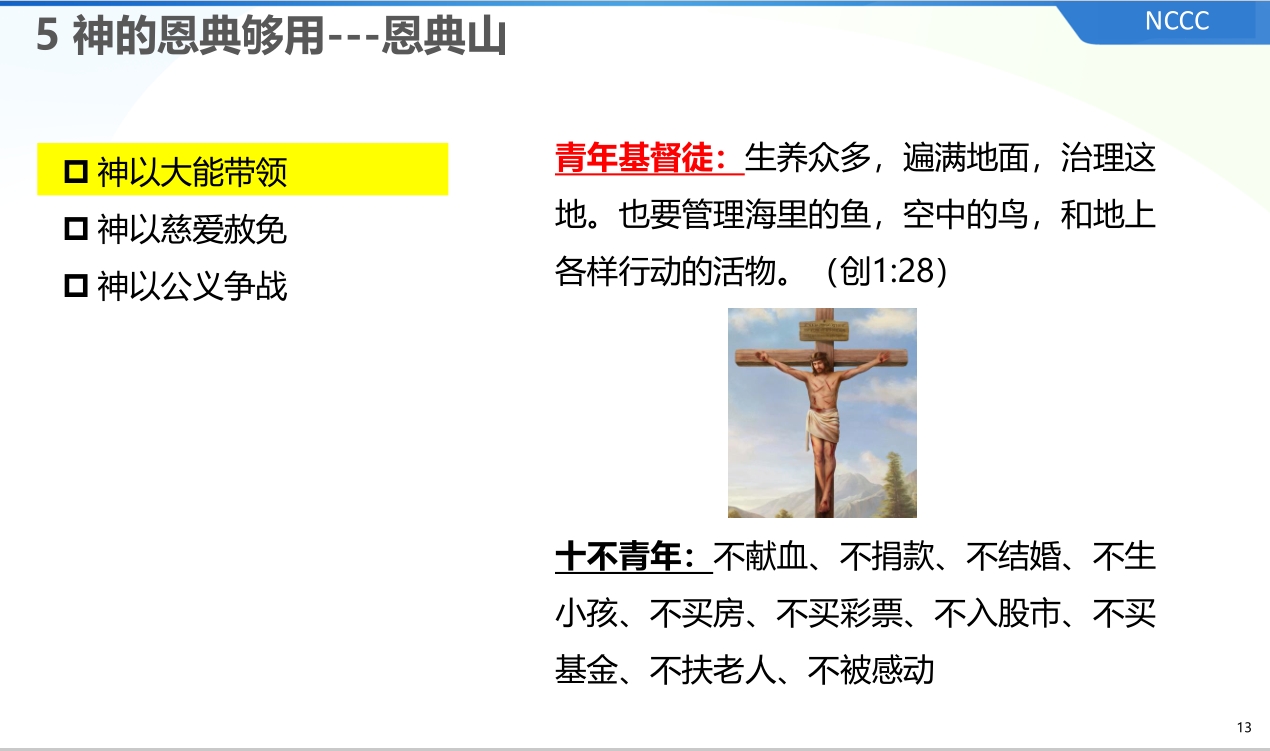 5 神的恩典够用---恩典山
NCCC
神以大能带领
神以慈爱赦免
神以公义争战
青年基督徒：生养众多，遍满地面，治理这
地。也要管理海里的鱼，空中的鸟，和地上
各样行动的活物。（创1:28）
十不青年：不献血、不捐款、不结婚、不生
小孩、不买房、不买彩票、不入股市、不买
基金、不扶老人、不被感动
13